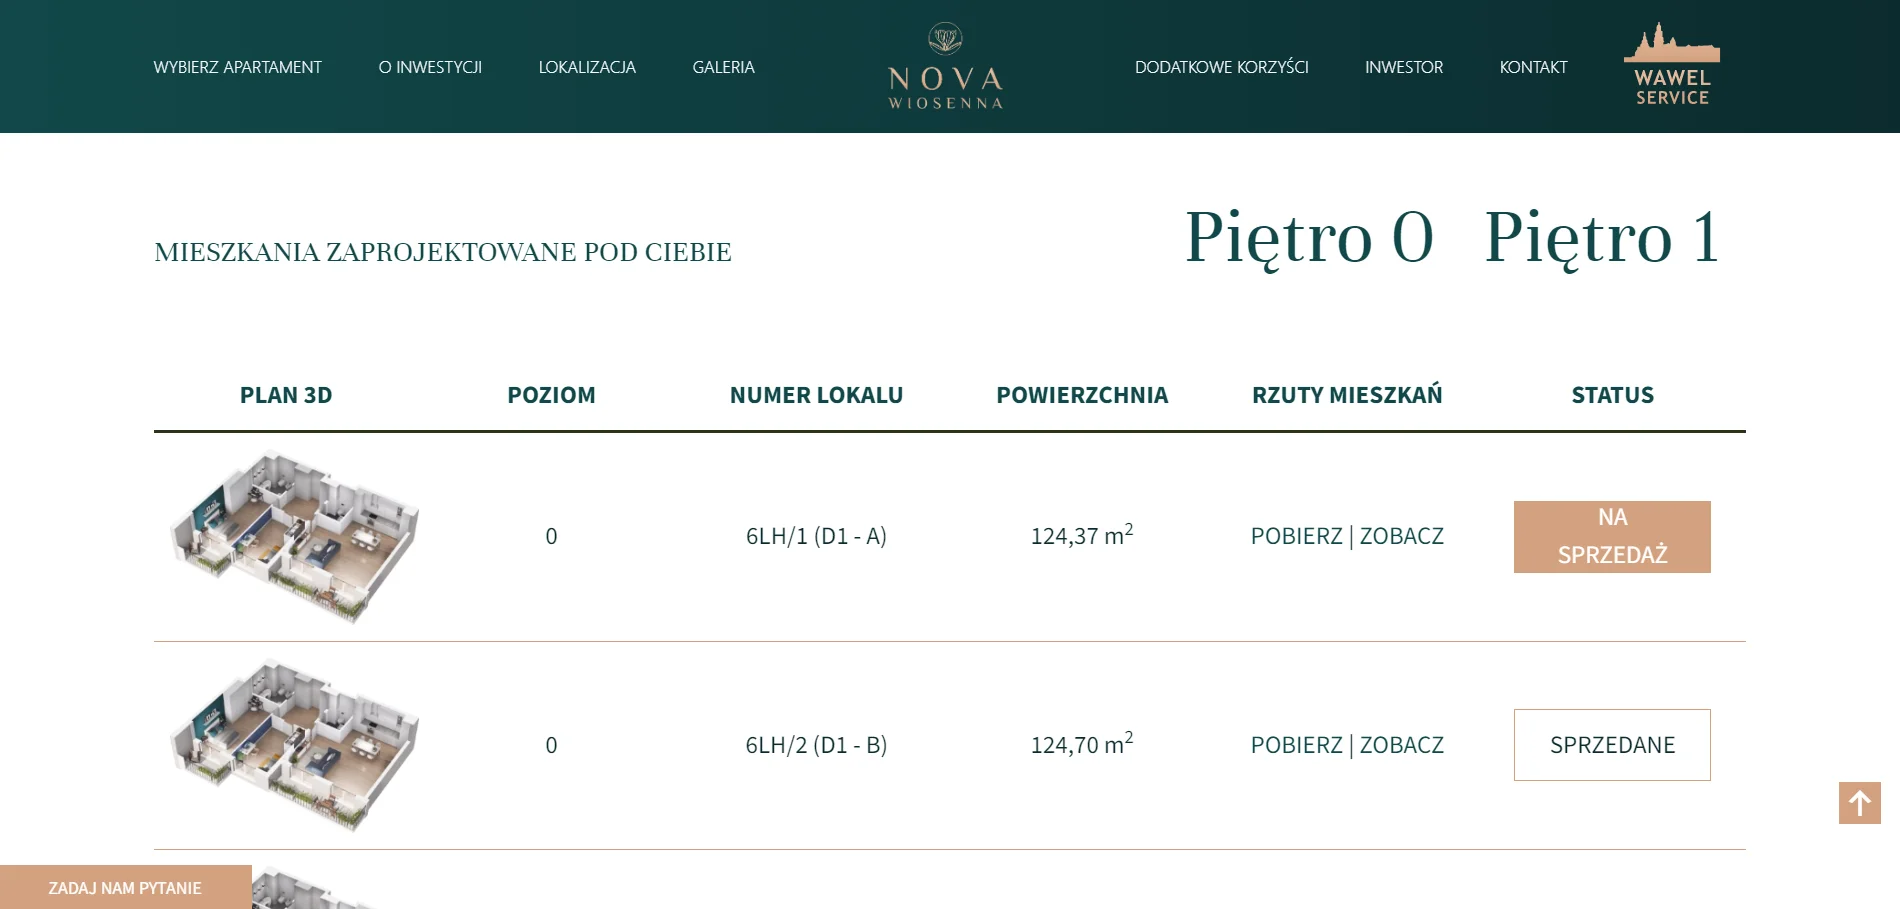 WYBIERZ APARTAMENT
O INWESTYCJI
LOKALIZACJA
GALERIA
NOVA
WIOSENNA
DODATKOWE KORZYŚCI
INWESTOR
KONTAKT
WAWEL
SERVICE
MIESZKANIA ZAPROJEKTOWANE POD CIEBIE
Piętro 0 Piętro 1
PLAN 3D POZIOM NUMER LOKALU POWIERZCHNIA RZUTY MIESZKAŃ STATUS
0 6LH/1 (D1 - A) 124,37 m² POBIERZ | ZOBACZ NA
SPRZEDAŻ
0 6LH/2 (D1 - B) 124,70 m² POBIERZ | ZOBACZ SPRZEDANE
ZADAJ NAM PYTANIE